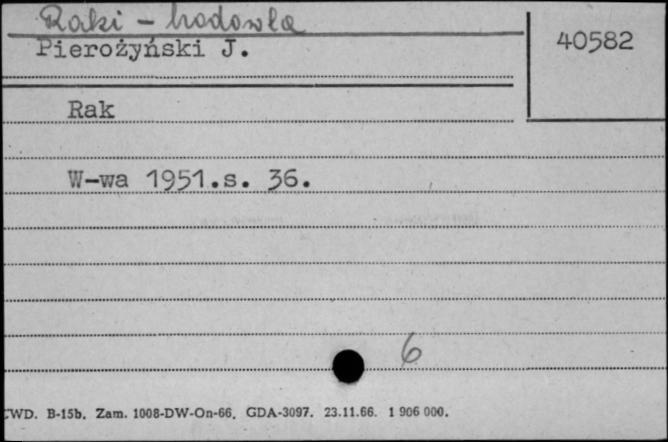 Raki - hodowla
Pierożyński J.
40582
Rak
W-wa 1951.s. 36.
6
CWD. B-15b. Zam. 1008-DW-On-66. GDA-3097. 23.11.66. 1 906 000.